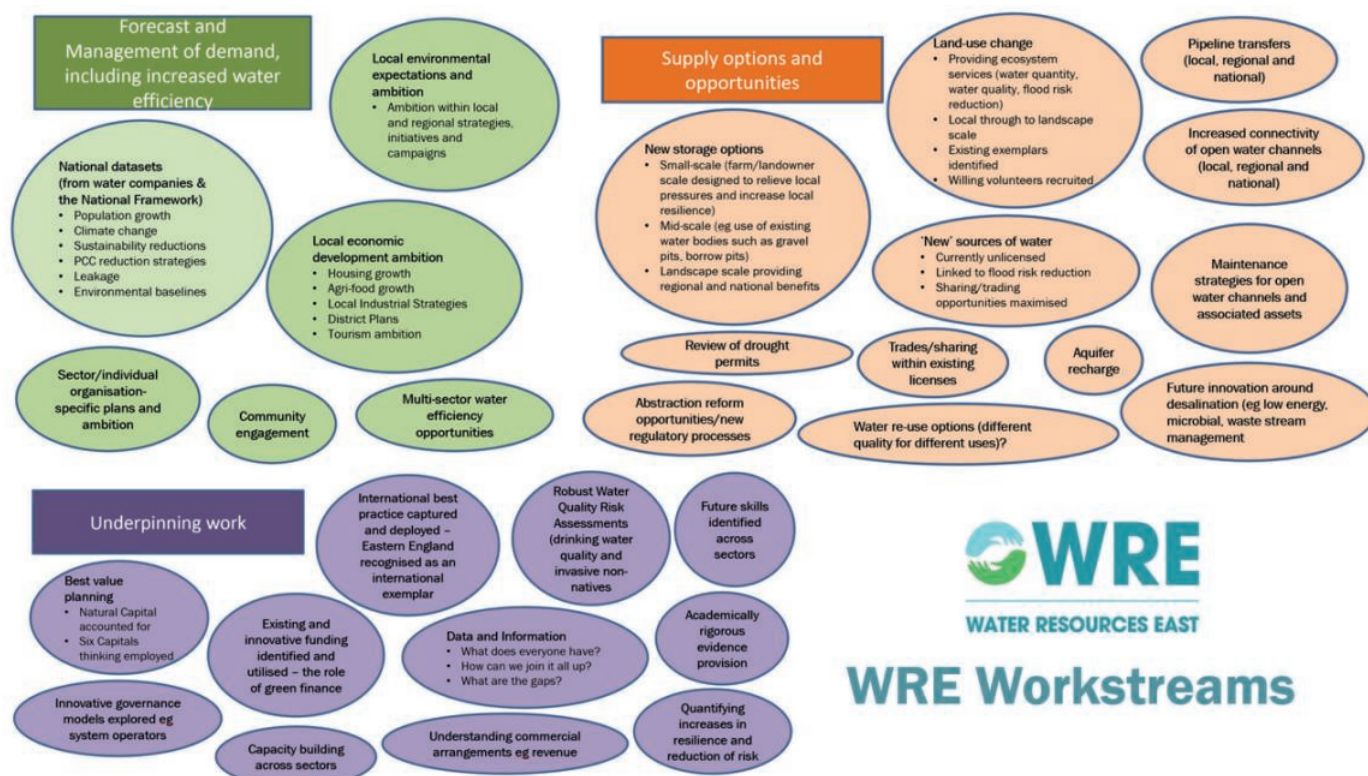 Forecast and
Management of demand,
including increased water
efficiency
Local environmental
expectations and
ambition
• Ambition within local
and regional strategies,
initiatives and
campaigns
National datasets
(from water companies &
the National Framework)
• Population growth
• Climate change
• Sustainability reductions
• PCC reduction strategies
• Leakage
• Environmental baselines
Local economic
development ambition
• Housing growth
• Agri-food growth
• Local Industrial Strategies
• District Plans
• Tourism ambition
Sector/individual
organisation-
specific plans and
ambition
Community
engagement
Multi-sector water
efficiency
opportunities
Supply options and
opportunities
Land-use change
• Providing ecosystem
services (water quantity,
water quality, flood risk
reduction)
• Local through to landscape
scale
• Existing exemplars
identified
• Willing volunteers recruited
Pipeline transfers
(local, regional and
national)
Increased connectivity
of open water channels
(local, regional and
national)
New storage options
• Small-scale (farm/landowner
scale designed to relieve local
pressures and increase local
resilience)
• Mid-scale (eg use of existing
water bodies such as gravel
pits, borrow pits)
• Landscape scale providing
regional and national benefits
'New' sources of water
• Currently unlicensed
• Linked to flood risk reduction
• Sharing/trading
opportunities maximised
Maintenance
strategies for open
water channels and
associated assets
Review of drought
permits
Trades/sharing
within existing
licenses
Aquifer
recharge
Abstraction reform
opportunities/new
regulatory processes
Water re-use options (different
quality for different uses)?
Future innovation around
desalination (eg low energy,
microbial, waste stream
management
Underpinning work
International best
practice captured
and deployed –
Eastern England
recognised as an
international
exemplar
Robust Water
Quality Risk
Assessments
(drinking water
quality and
invasive non-
natives
Future skills
identified
across
sectors
Best value
planning
• Natural Capital
accounted for
• Six Capitals
thinking employed
Existing and
innovative funding
identified and
utilised – the role
of green finance
Data and Information
• What does everyone have?
• How can we join it all up?
• What are the gaps?
Academically
rigorous
evidence
provision
Innovative governance
models explored eg
system operators
Capacity building
across sectors
Understanding commercial
arrangements eg revenue
Quantifying
increases in
resilience and
reduction of risk
WRE
WATER RESOURCES EAST
WRE Workstreams